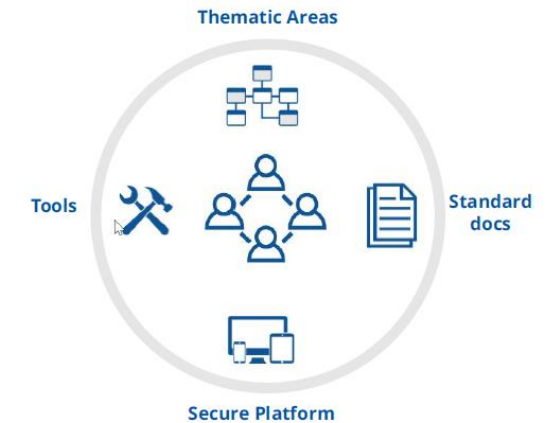 Thematic Areas
Tools
Standard
docs
Secure Platform